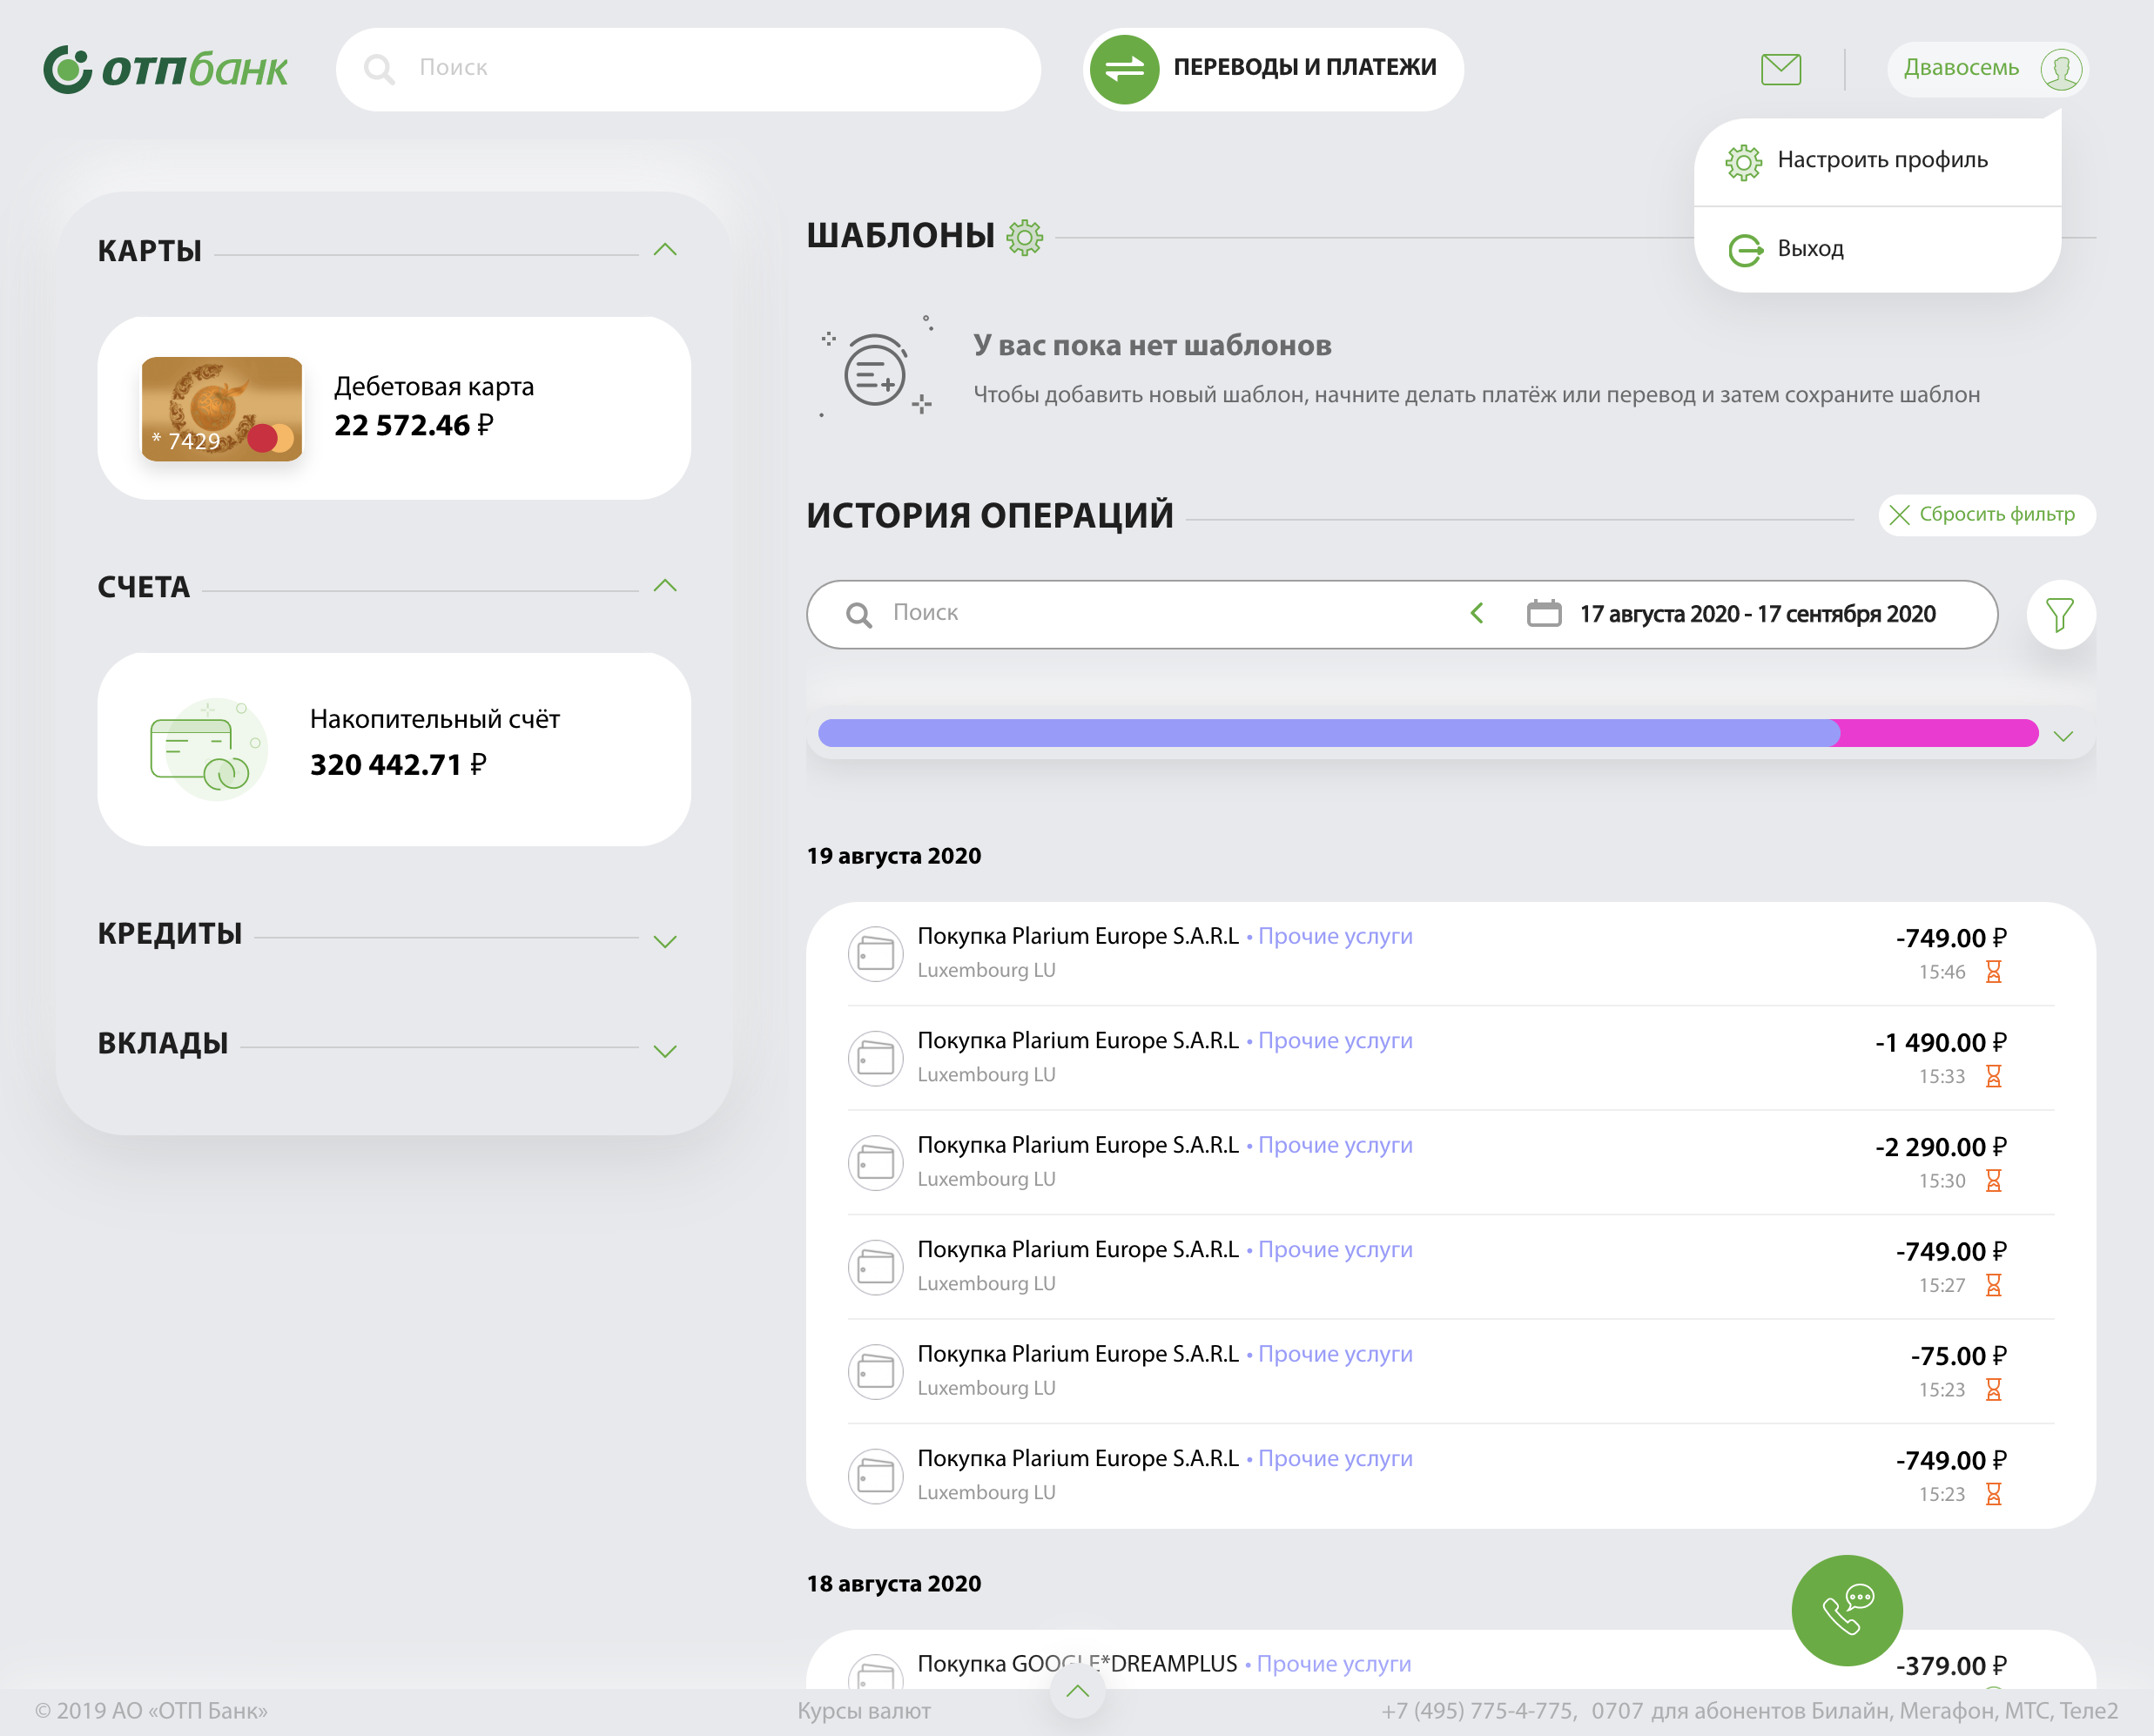 отпбанк
Поиск
ПЕРЕВОДЫ И ПЛАТЕЖИ
Двавосемь
Настроить профиль
Выход
КАРТЫ
* 7429
Дебетовая карта
22 572.46 ₽
СЧЕТА
Накопительный счёт
320 442.71 ₽
КРЕДИТЫ
ВКЛАДЫ
ШАБЛОНЫ
У вас пока нет шаблонов
Чтобы добавить новый шаблон, начните делать платёж или перевод и затем сохраните шаблон
ИСТОРИЯ ОПЕРАЦИЙ
Сбросить фильтр
Поиск
17 августа 2020 - 17 сентября 2020
19 августа 2020
Покупка Plarium Europe S.A.R.L • Прочие услуги
-749.00 ₽
Luxembourg LU
15:46
Покупка Plarium Europe S.A.R.L • Прочие услуги
-1 490.00 ₽
Luxembourg LU
15:33
Покупка Plarium Europe S.A.R.L • Прочие услуги
-2 290.00 ₽
Luxembourg LU
15:30
Покупка Plarium Europe S.A.R.L • Прочие услуги
-749.00 ₽
Luxembourg LU
15:27
Покупка Plarium Europe S.A.R.L • Прочие услуги
-75.00 ₽
Luxembourg LU
15:23
Покупка Plarium Europe S.A.R.L • Прочие услуги
-749.00 ₽
Luxembourg LU
15:23
18 августа 2020
Покупка GOOGLE*DREAMPLUS • Прочие услуги
-379.00 ₽
© 2019 АО «ОТП Банк»
Курсы валют
+7 (495) 775-4-775, 0707 для абонентов Билайн, Мегафон, МТС, Теле2